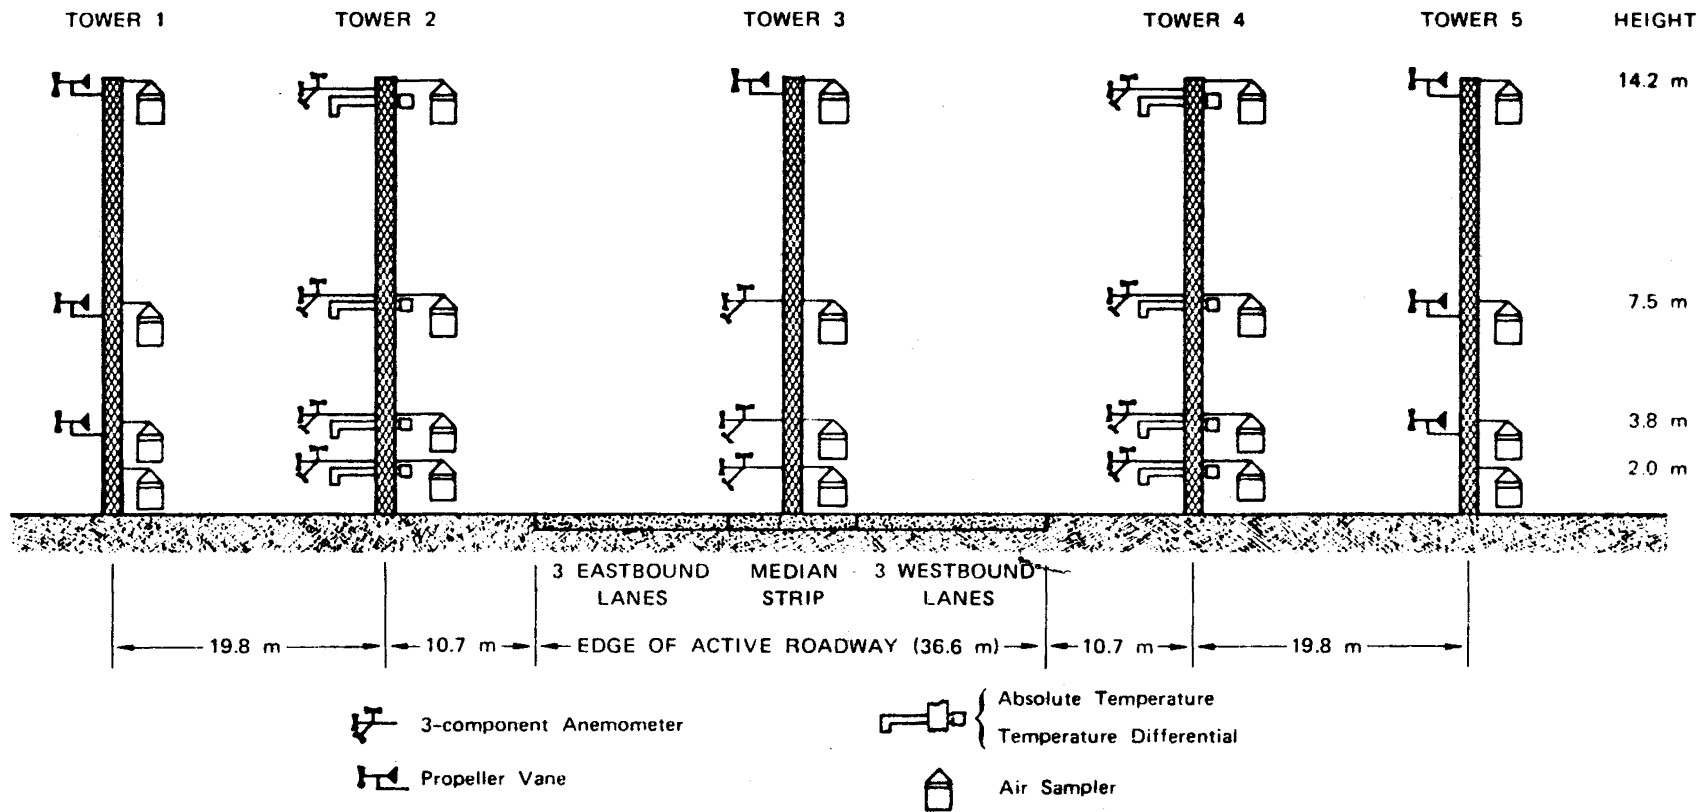 TOWER 1 TOWER 2 TOWER 3 TOWER 4 TOWER 5 HEIGHT
14.2 m
7.5 m
3.8 m
2.0 m
3 EASTBOUND LANES
MEDIAN STRIP
3 WESTBOUND LANES
19.8 m 10.7 m EDGE OF ACTIVE ROADWAY (36.6 m) 10.7 m 19.8 m
3-component Anemometer
Propeller Vane
Absolute Temperature
Temperature Differential
Air Sampler